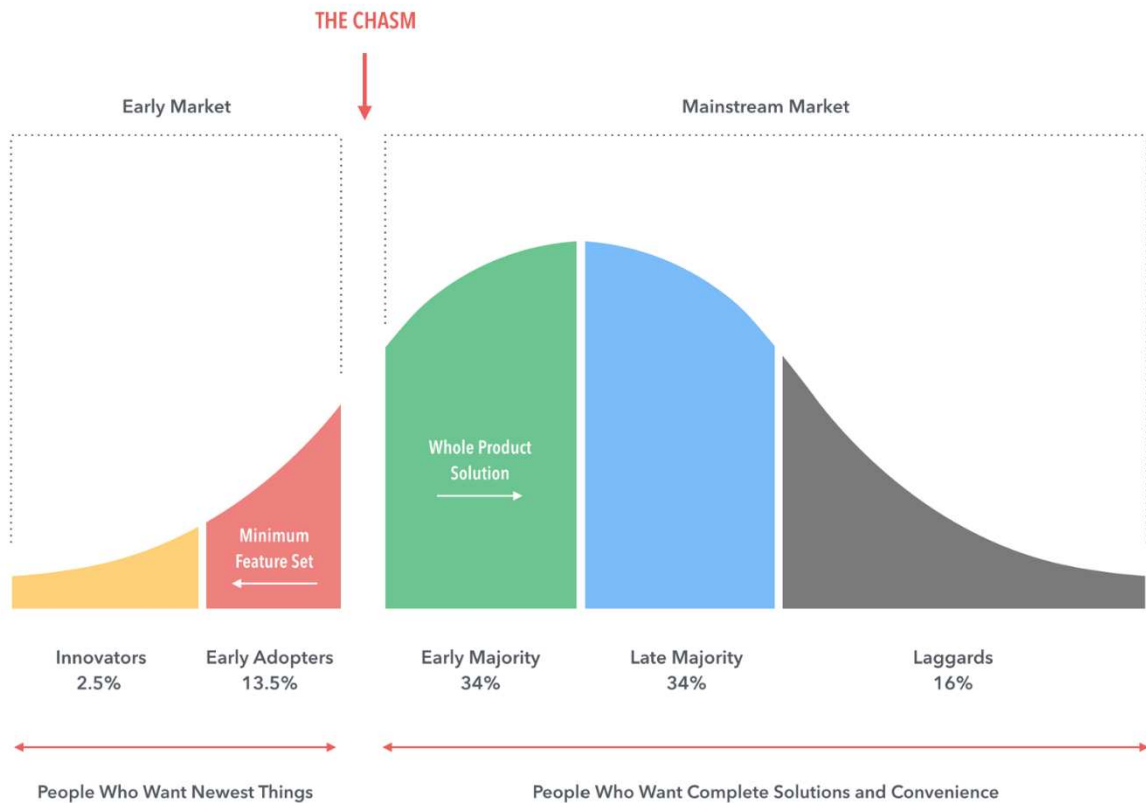 THE CHASM
Early Market
Mainstream Market
Whole Product
Solution
Minimum
Feature Set
Innovators
2.5%
Early Adopters
13.5%
Early Majority
34%
Late Majority
34%
Laggards
16%
People Who Want Newest Things
People Who Want Complete Solutions and Convenience